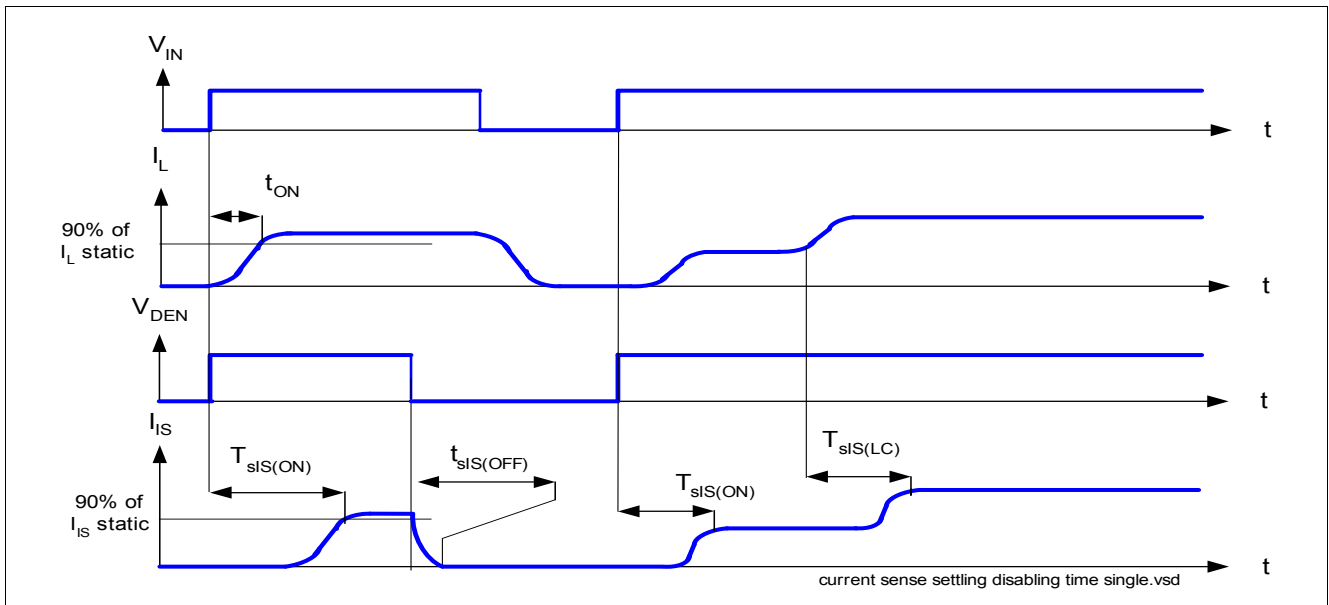 V_IN
t
I_L
t_ON
90% of
I_L static
t
V_DEN
t
I_IS
T_sIS(ON)
t_sIS(OFF)
T_sIS(ON)
T_sIS(LC)
90% of
I_IS static
t
current sense settling disabling time single.vsd